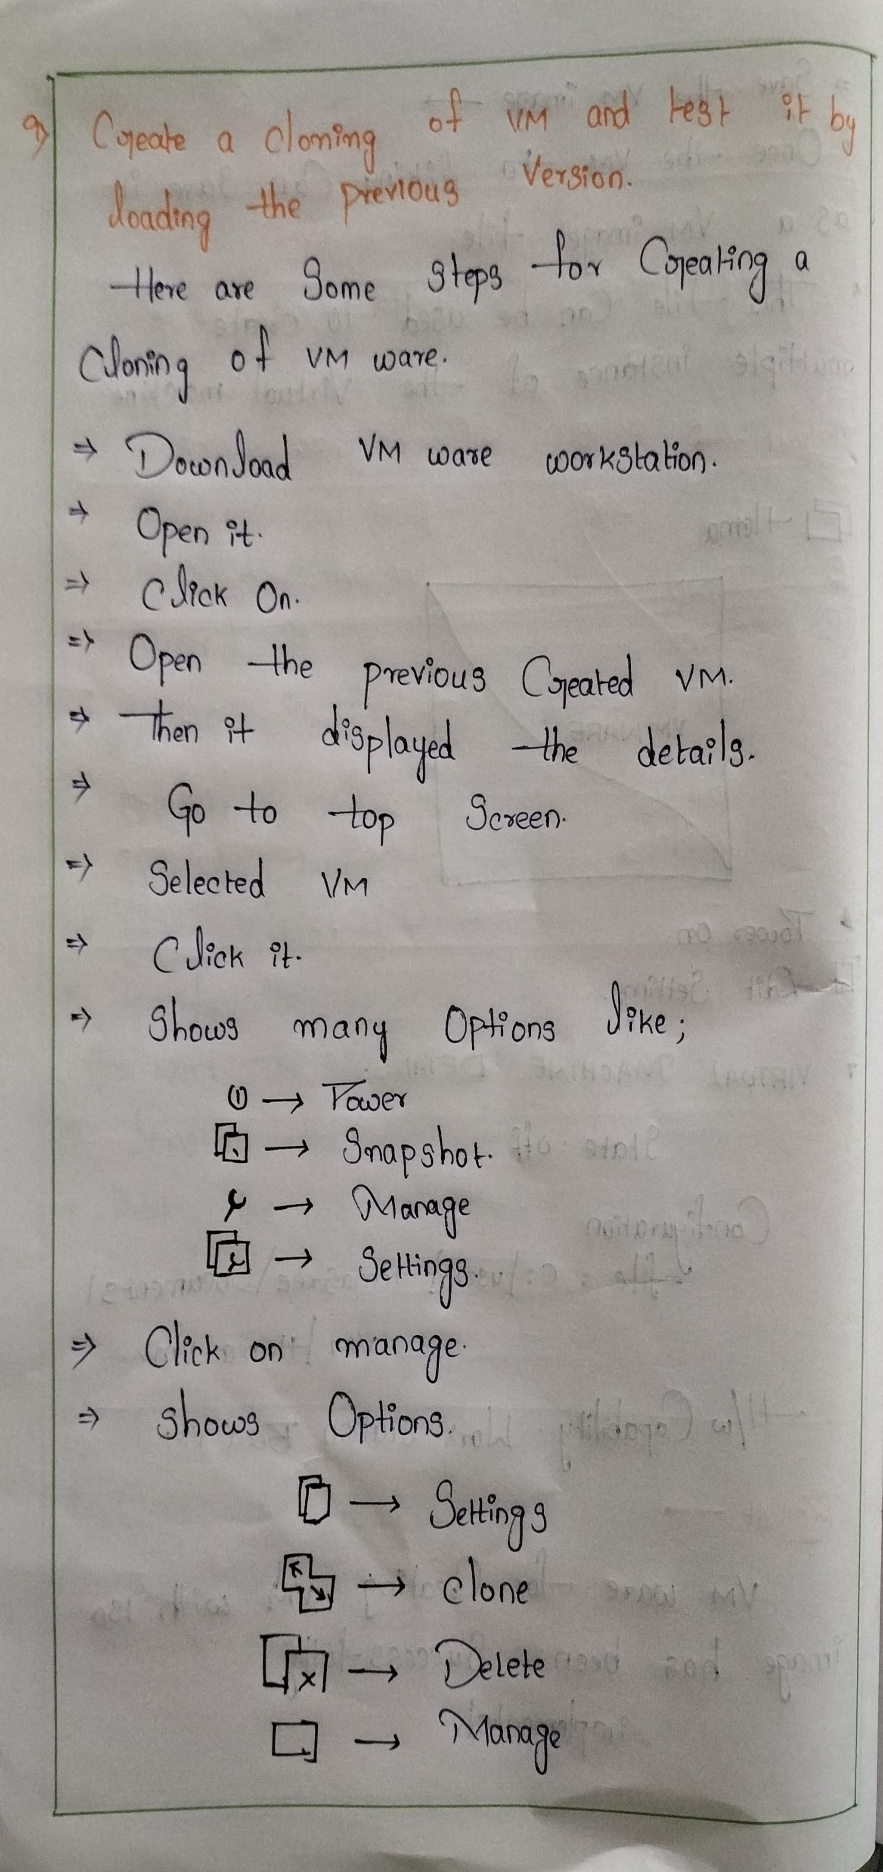 9) Create a cloning of VM and test it by
loading the previous Version.
Here are Some steps for Creating a
Cloning of VM ware.
⇒ Download VM ware workstation.
⇒ Open it.
⇒ Click On.
⇒ Open the previous Created VM.
⇒ Then it displayed the details.
⇒ Go to top Screen.
⇒ Selected VM
⇒ Click it.
⇒ Shows many Options like;
→ Power
→ Snapshot.
→ Manage
→ Settings.
⇒ Click on manage.
⇒ Shows Options.
→ Settings
→ Clone
→ Delete
→ Manage